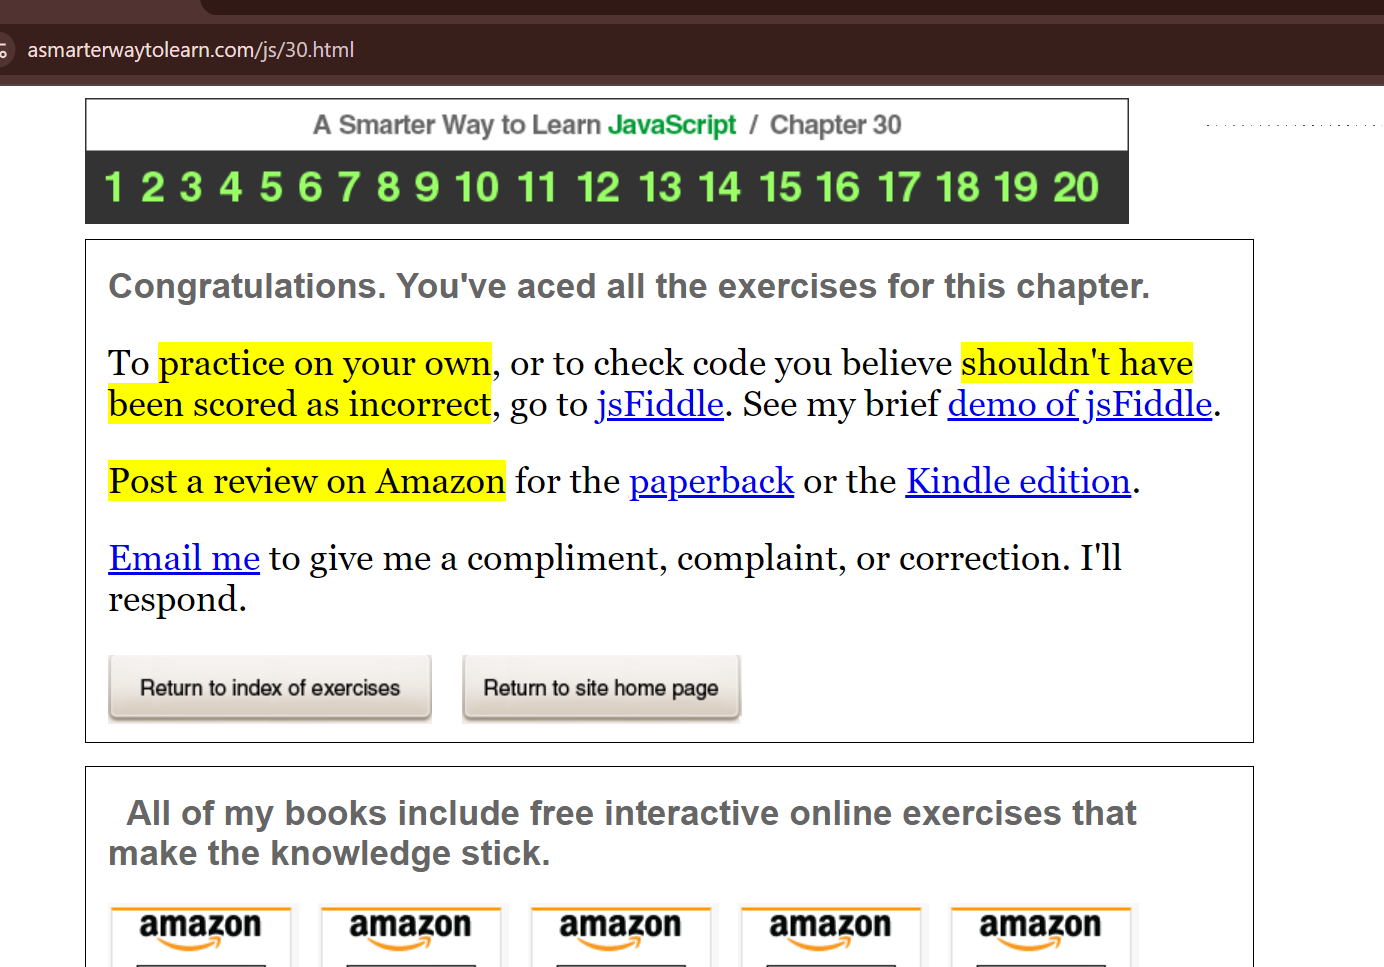 asmarterwaytolearn.com/js/30.html
A Smarter Way to Learn JavaScript / Chapter 30
1 2 3 4 5 6 7 8 9 10 11 12 13 14 15 16 17 18 19 20
Congratulations. You've aced all the exercises for this chapter.
To practice on your own, or to check code you believe shouldn't have
been scored as incorrect, go to jsFiddle. See my brief demo of jsFiddle.
Post a review on Amazon for the paperback or the Kindle edition.
Email me to give me a compliment, complaint, or correction. I'll
respond.
Return to index of exercises Return to site home page
All of my books include free interactive online exercises that
make the knowledge stick.
amazon amazon amazon amazon amazon